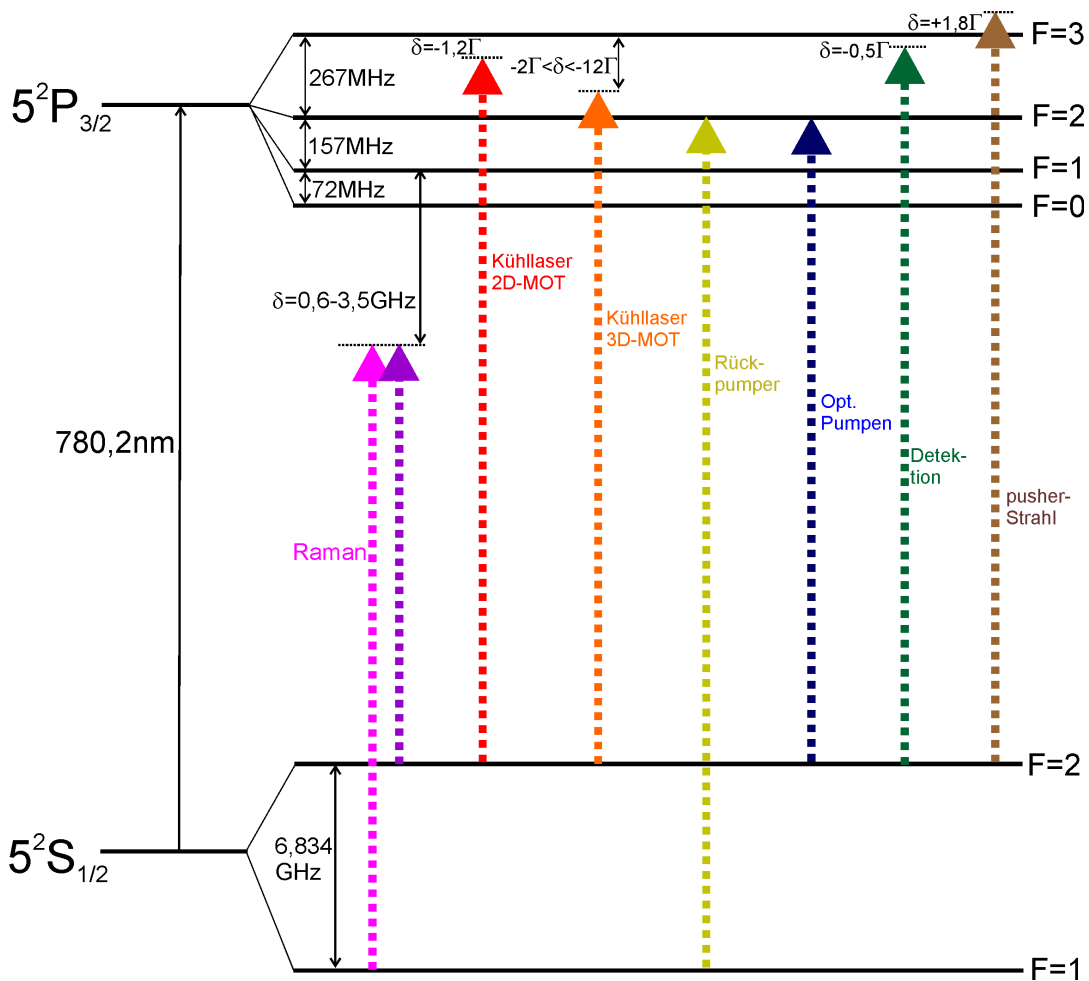 δ=+1,8Γ
F=3
δ=-1,2Γ
δ=-0,5Γ
-2Γ<δ<-12Γ
267MHz
5²P₃/₂
F=2
157MHz
F=1
72MHz
F=0
Kühllaser
2D-MOT
δ=0,6-3,5GHz
Kühllaser
3D-MOT
Rück-
pumper
Opt.
Pumpen
780,2nm
Detek-
tion
pusher-
Strahl
Raman
F=2
6,834
GHz
5²S₁/₂
F=1